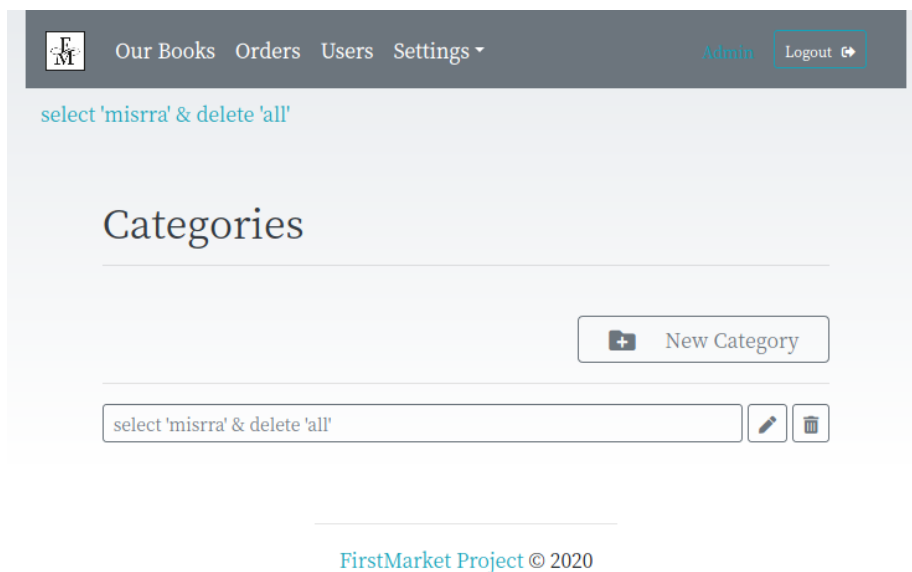 FM
Our Books Orders Users Settings Admin Logout
select 'misrra' & delete 'all'
Categories
New Category
select 'misrra' & delete 'all'
FirstMarket Project © 2020